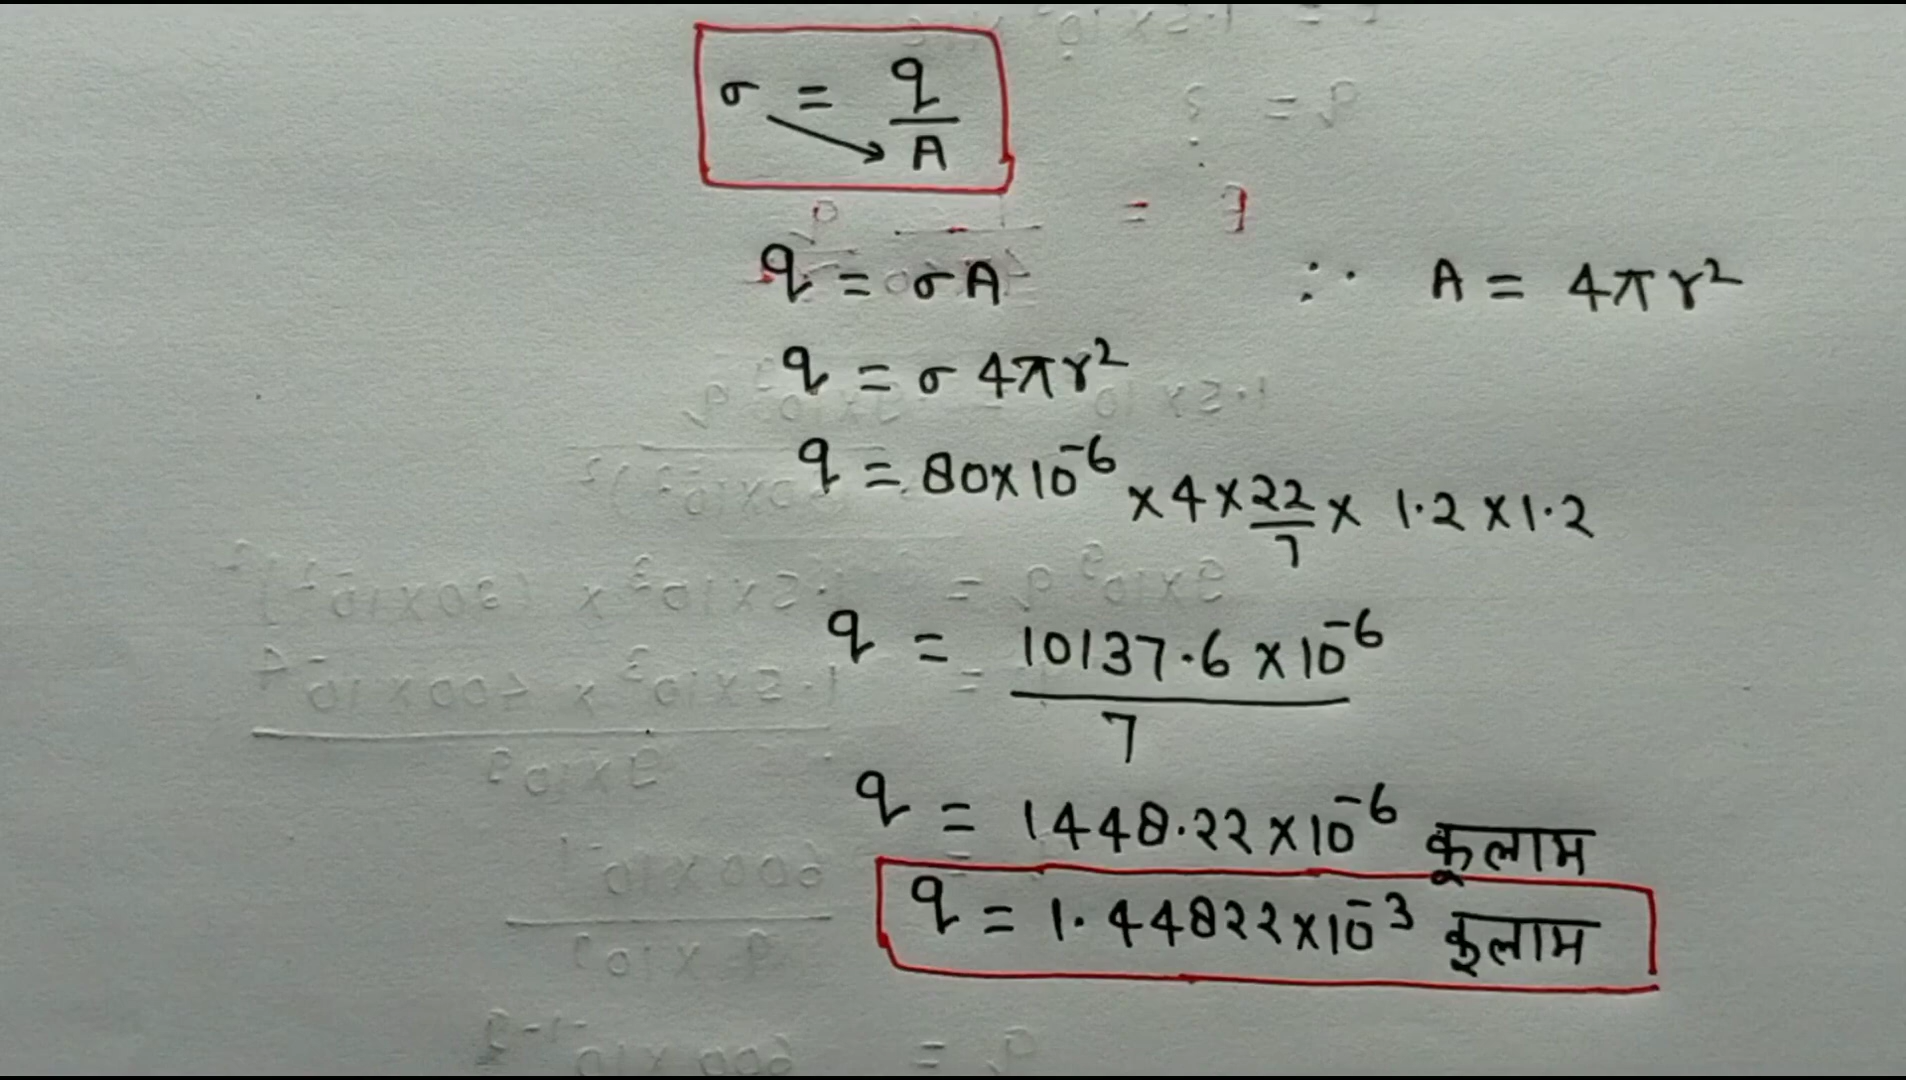 σ = q/A
q = σA ∵ A = 4πr²
q = σ 4πr²
q = 80×10⁻⁶ ×4×22/7× 1.2×1.2
q = 10137.6×10⁻⁶/7
q = 1448.22×10⁻⁶ कूलाम
q = 1.44822×10⁻³ कूलाम